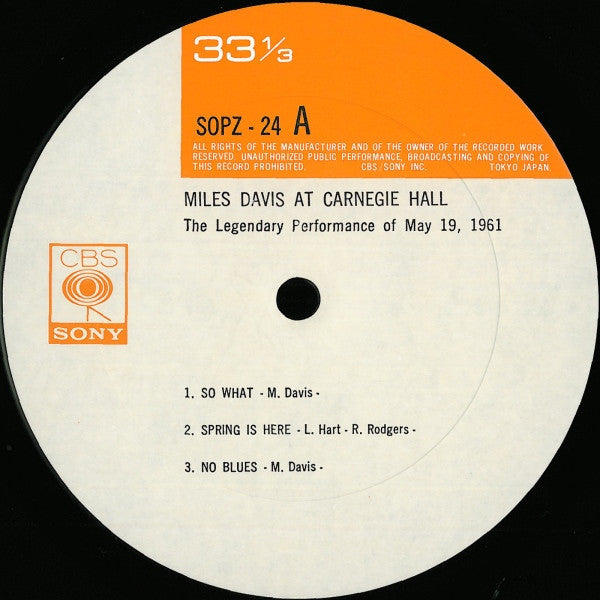 33 1/3
SOPZ - 24 A
ALL RIGHTS OF THE MANUFACTURER AND OF THE OWNER OF THE RECORDED WORK
RESERVED. UNAUTHORIZED PUBLIC PERFORMANCE, BROADCASTING AND COPYING OF
THIS RECORD PROHIBITED. CBS/SONY INC. TOKYO JAPAN.
MILES DAVIS AT CARNEGIE HALL
The Legendary Performance of May 19, 1961
CBS
SONY
1. SO WHAT - M. Davis -
2. SPRING IS HERE - L. Hart - R. Rodgers -
3. NO BLUES - M. Davis -